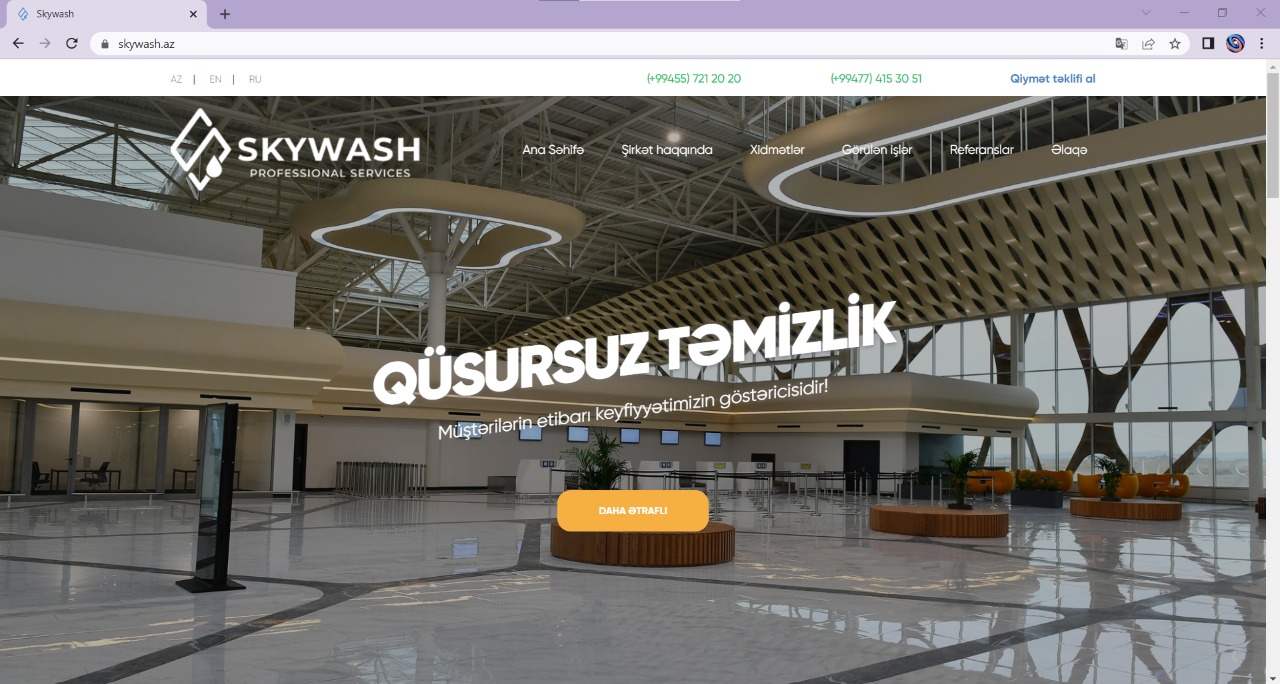 Skywash
skywash.az
AZ | EN | RU
(+99455) 721 20 20
(+99477) 415 30 51
Qiymət təklifi al
SKYWASH
PROFESSIONAL SERVICES
Ana Səhifə
Şirkət haqqında
Xidmətlər
Görülən işlər
Referanslar
Əlaqə
QÜSURSUZ TƏMİZLİK
Müştərilərin etibarı keyfiyyətimizin göstəricisidir!
DAHA ƏTRAFLI